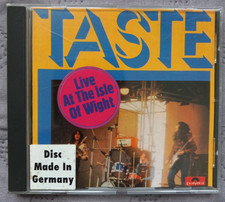 TASTE
Live
At The Isle
Of Wight
Disc
Made In
Germany